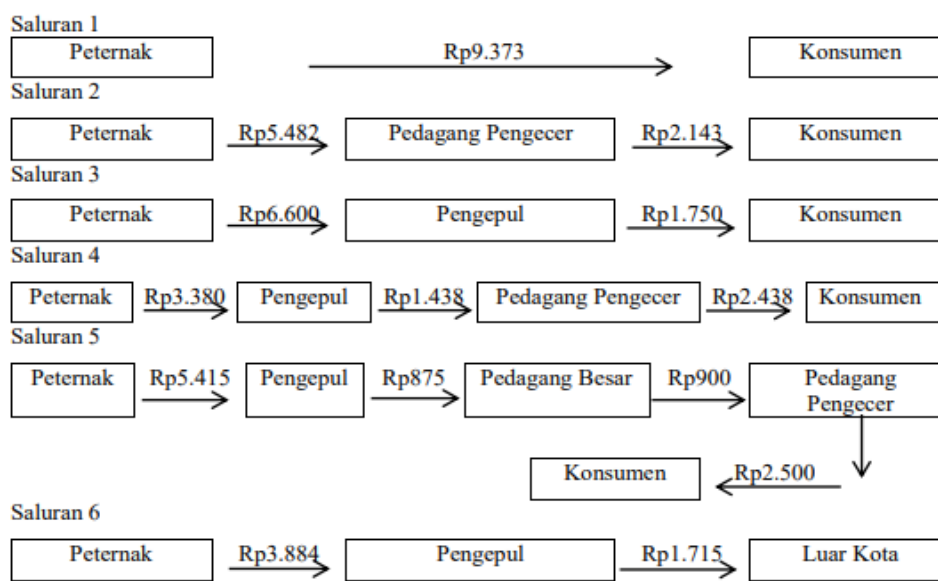 Saluran 1
Peternak Rp9.373 Konsumen
Saluran 2
Peternak Rp5.482 Pedagang Pengecer Rp2.143 Konsumen
Saluran 3
Peternak Rp6.600 Pengepul Rp1.750 Konsumen
Saluran 4
Peternak Rp3.380 Pengepul Rp1.438 Pedagang Pengecer Rp2.438 Konsumen
Saluran 5
Peternak Rp5.415 Pengepul Rp875 Pedagang Besar Rp900 Pedagang
Pengecer
Konsumen Rp2.500
Saluran 6
Peternak Rp3.884 Pengepul Rp1.715 Luar Kota